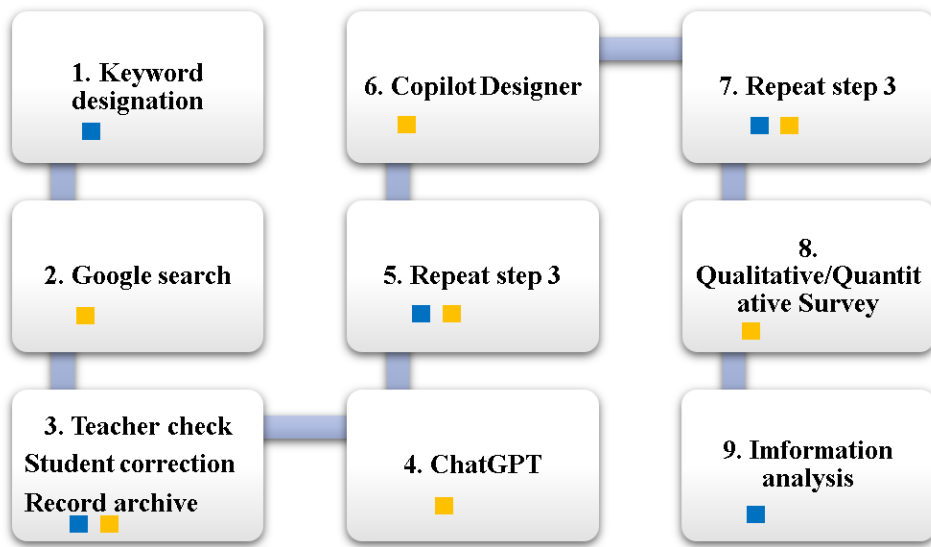 1. Keyword
designation
2. Google search
3. Teacher check
Student correction
Record archive
4. ChatGPT
5. Repeat step 3
6. Copilot Designer
7. Repeat step 3
8.
Qualitative/Quantit
ative Survey
9. Imformation
analysis